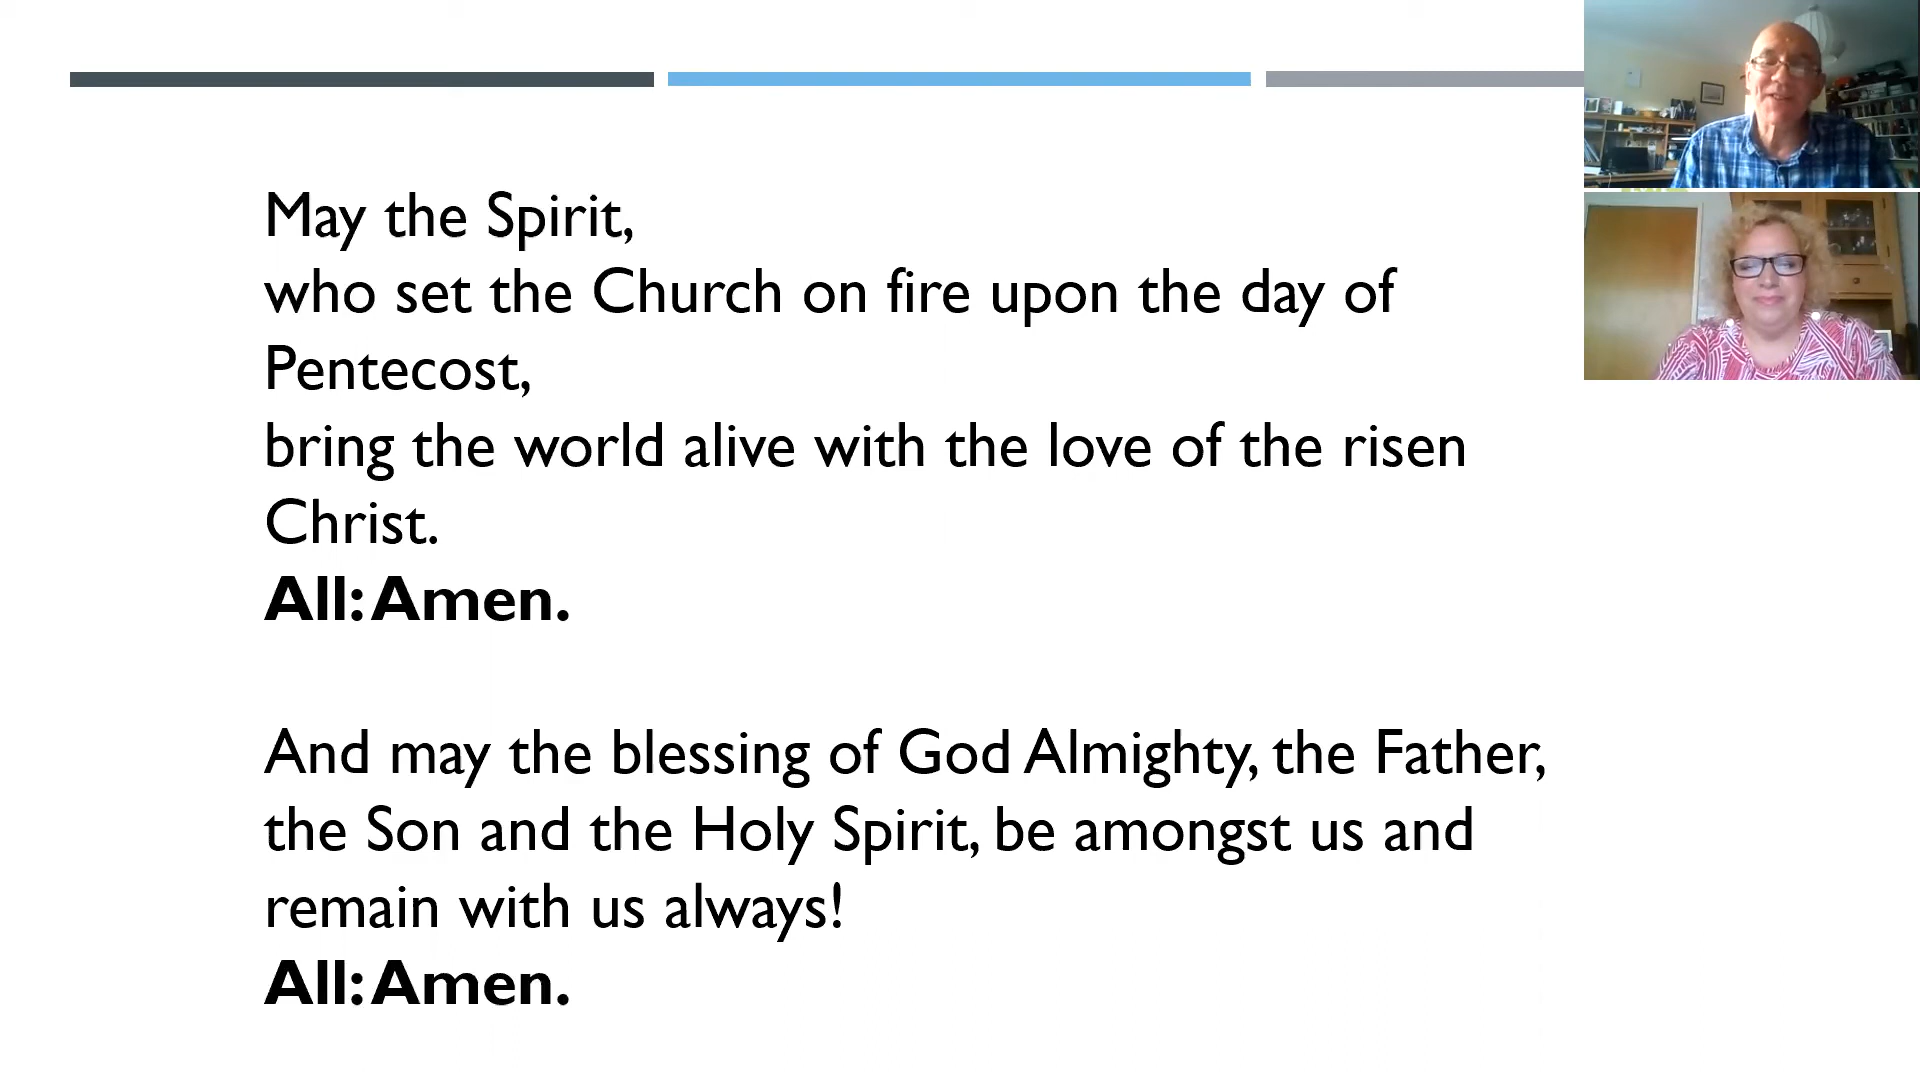 May the Spirit,
who set the Church on fire upon the day of
Pentecost,
bring the world alive with the love of the risen
Christ.
All: Amen.
And may the blessing of God Almighty, the Father,
the Son and the Holy Spirit, be amongst us and
remain with us always!
All: Amen.